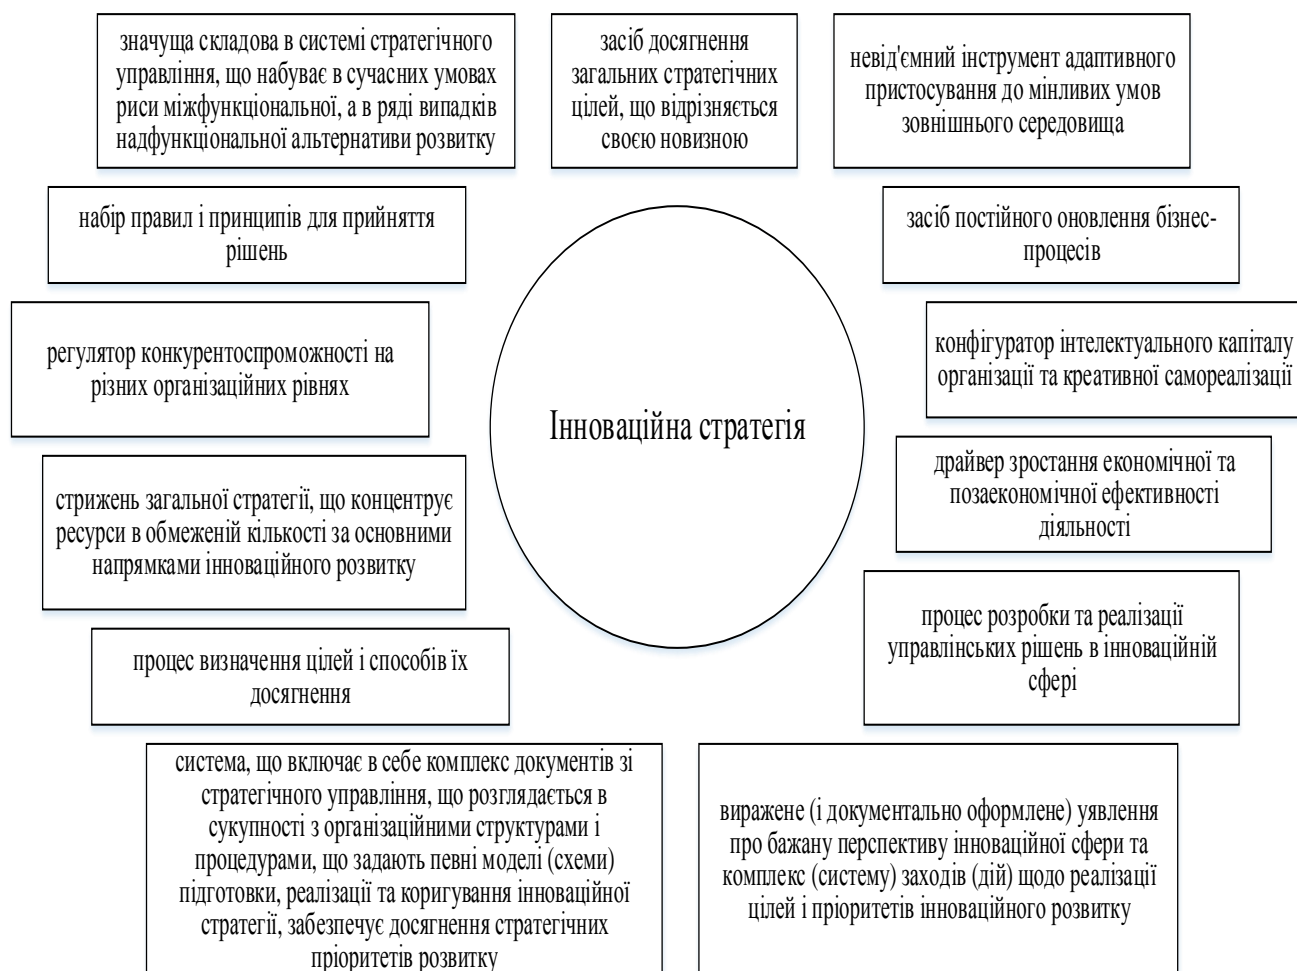 значуща складова в системі стратегічного
управління, що набуває в сучасних умовах
риси міжфункціональної, а в ряді випадків
надфункціональної альтернативи розвитку
засіб досягнення
загальних стратегічних
цілей, що відрізняється
своєю новизною
невід'ємний інструмент адаптивного
пристосування до мінливих умов
зовнішнього середовища
набір правил і принципів для прийняття
рішень
засіб постійного оновлення бізнес-
процесів
регулятор конкурентоспроможності на
різних організаційних рівнях
Інноваційна стратегія
конфігуратор інтелектуального капіталу
організації та креативної самореалізації
стрижень загальної стратегії, що концентрує
ресурси в обмеженій кількості за основними
напрямками інноваційного розвитку
драйвер зростання економічної та
позаекономічної ефективності
діяльності
процес визначення цілей і способів їх
досягнення
процес розробки та реалізації
управлінських рішень в інноваційній
сфері
система, що включає в себе комплекс документів зі
стратегічного управління, що розглядається в
сукупності з організаційними структурами і
процедурами, що задають певні моделі (схеми)
підготовки, реалізації та коригування інноваційної
стратегії, забезпечує досягнення стратегічних
пріоритетів розвитку
виражене (і документально оформлене) уявлення
про бажану перспективу інноваційної сфери та
комплекс (систему) заходів (дій) щодо реалізації
цілей і пріоритетів інноваційного розвитку